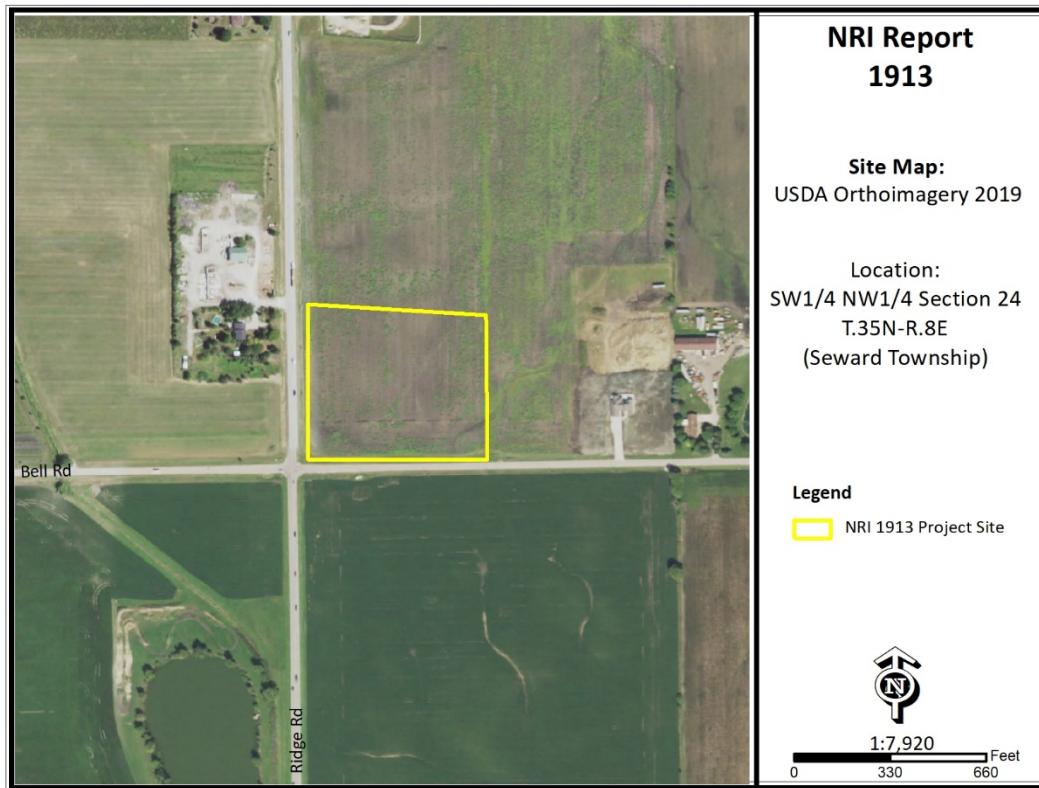 NRI Report
1913
Site Map:
USDA Orthoimagery 2019
Location:
SW1/4 NW1/4 Section 24
T.35N-R.8E
(Seward Township)
Bell Rd
Ridge Rd
Legend
NRI 1913 Project Site
N
1:7,920
Feet
0 330 660